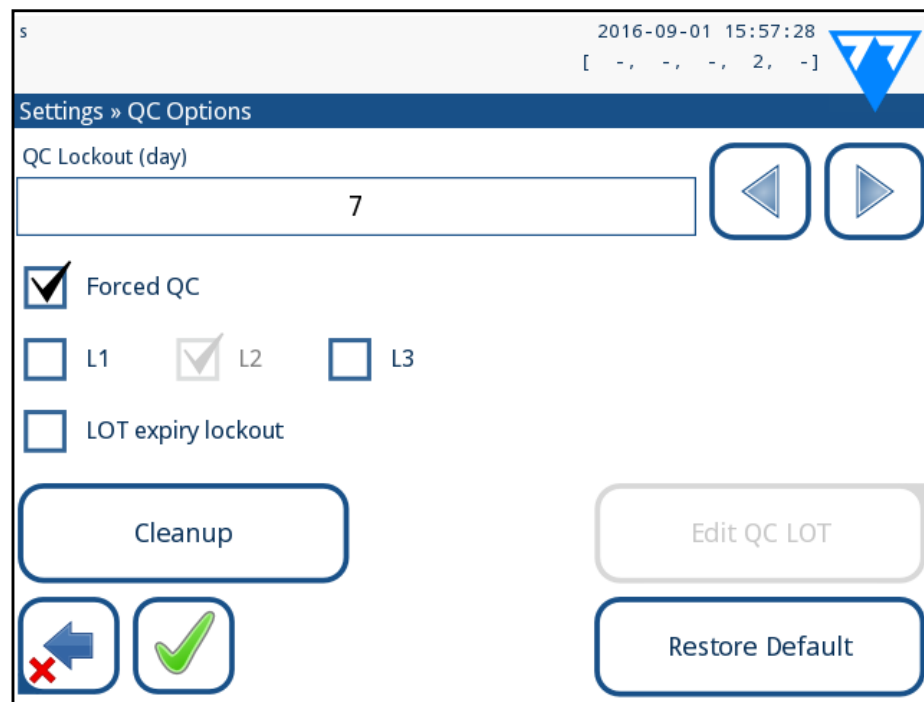 s
2016-09-01 15:57:28
[ -, -, -, 2, -]
Settings » QC Options
QC Lockout (day)
7
Forced QC
L1 L2 L3
LOT expiry lockout
Cleanup Edit QC LOT
Restore Default